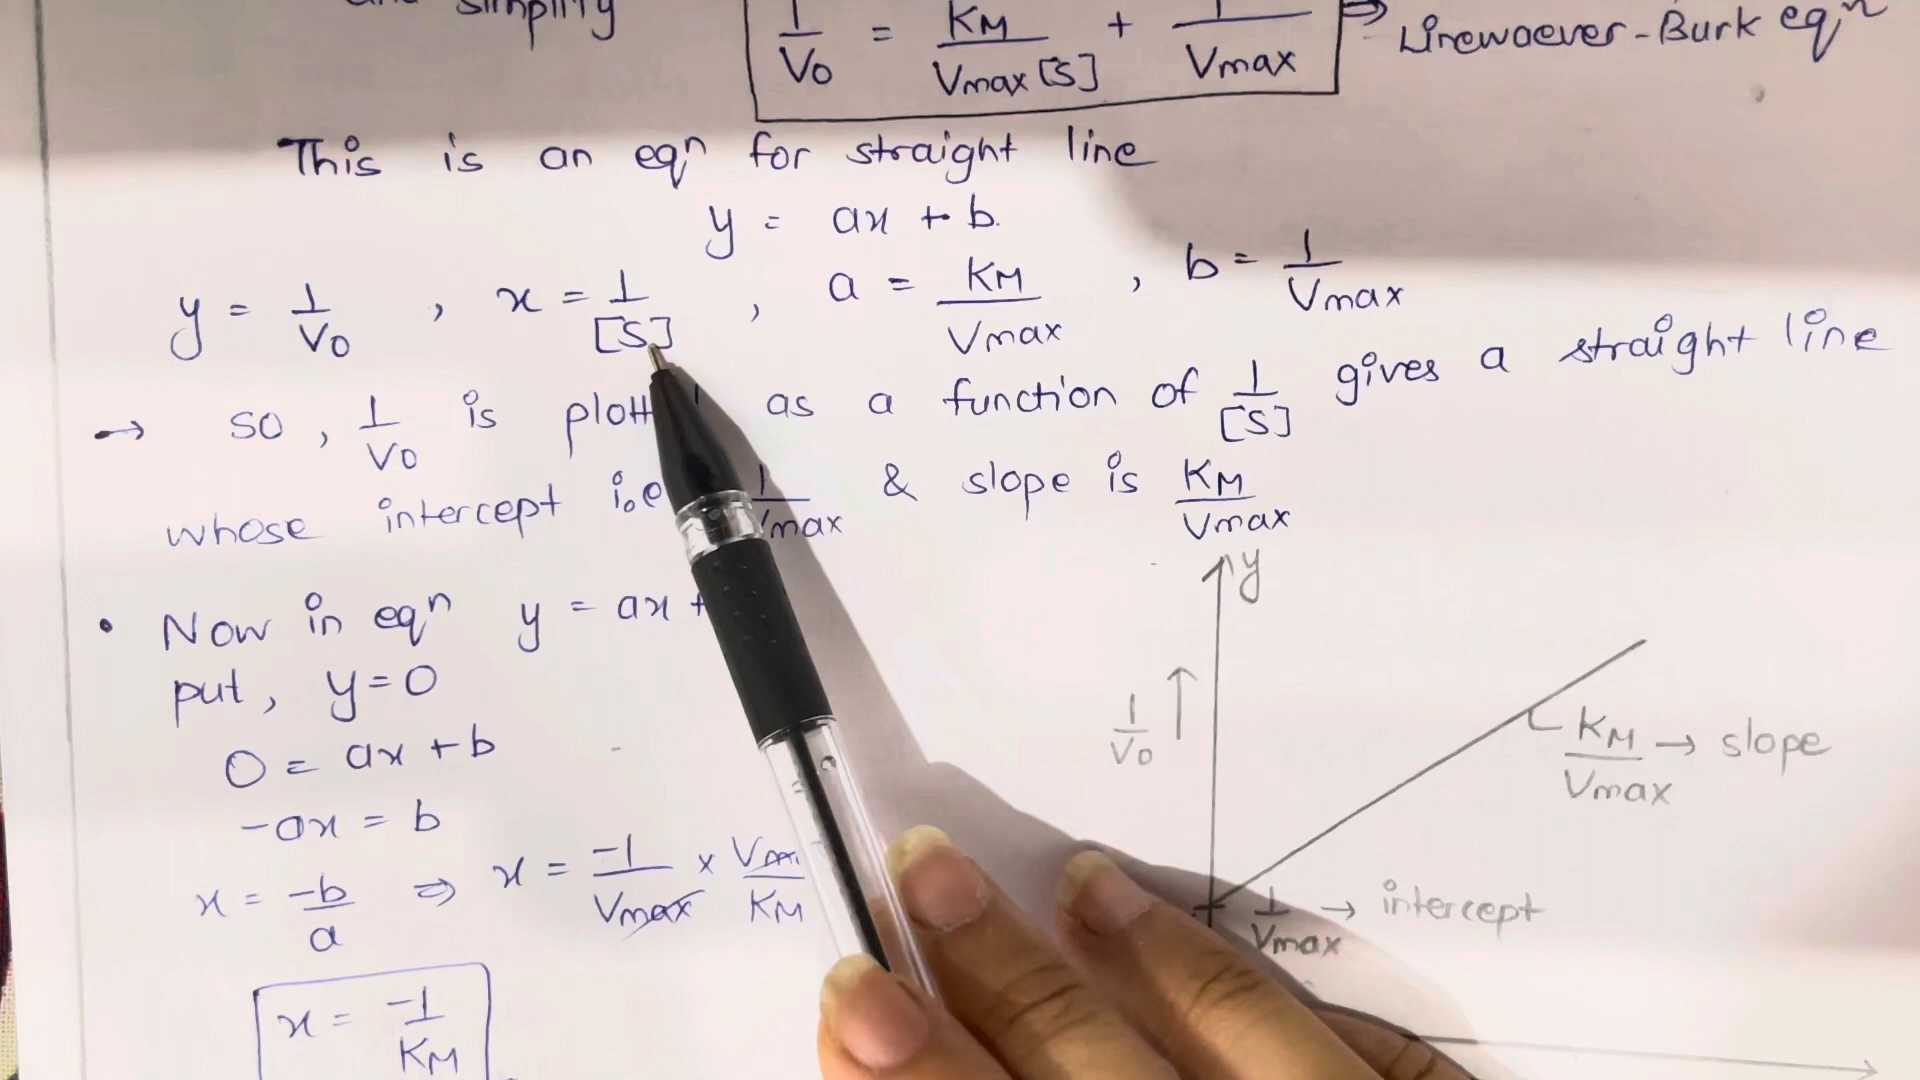 and simplify
1/V0 = KM/Vmax [S] + 1/Vmax ⇒ Linewaever-Burk eqn
This is an eqn for straight line
y = ax + b.
y = 1/V0 , x = 1/[S] , a = KM/Vmax , b = 1/Vmax
→ so, 1/V0 is as a function of 1/[S] gives a straight line
whose intercept i.e 1/Vmax & slope is KM/Vmax
• Now in eqn y = ax +
put, y=0
0 = ax + b
-ax = b
x = -b/a ⇒ x = -1/Vmax × /KM
x = -1/KM
y
1/V0 ↑
KM/Vmax → slope
1/Vmax → intercept